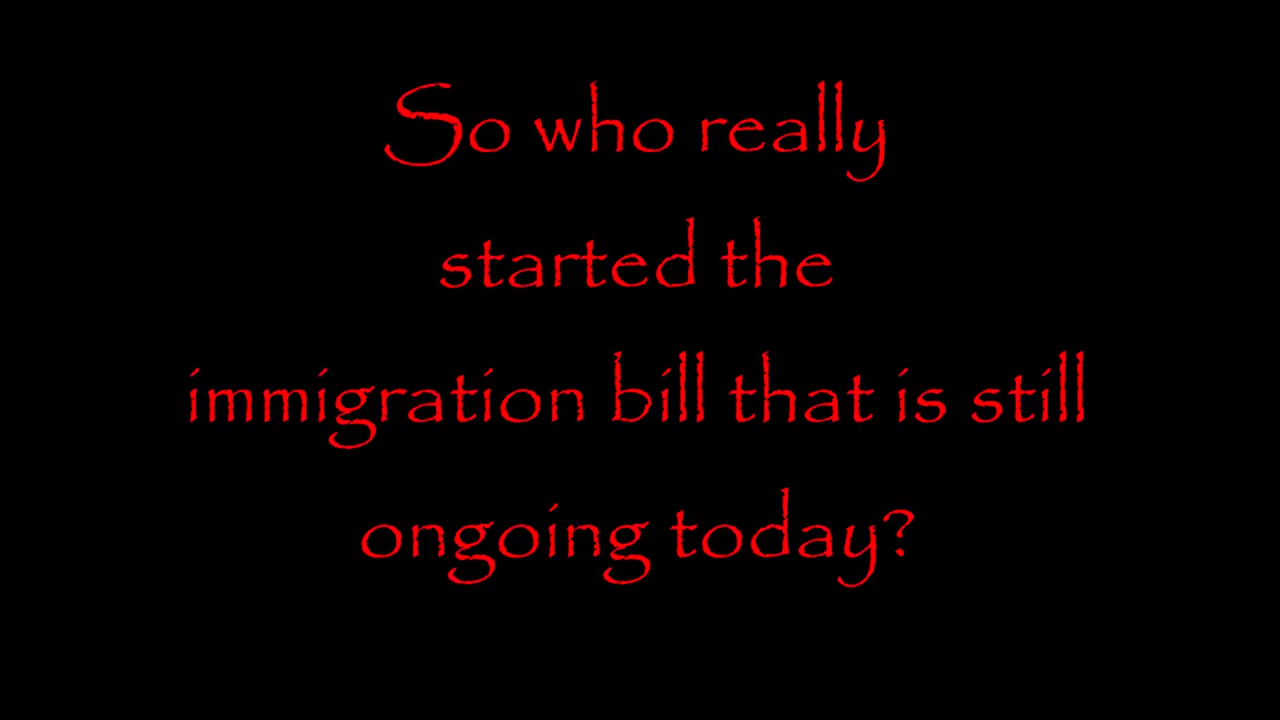 So who really
started the
immigration bill that is still
ongoing today?